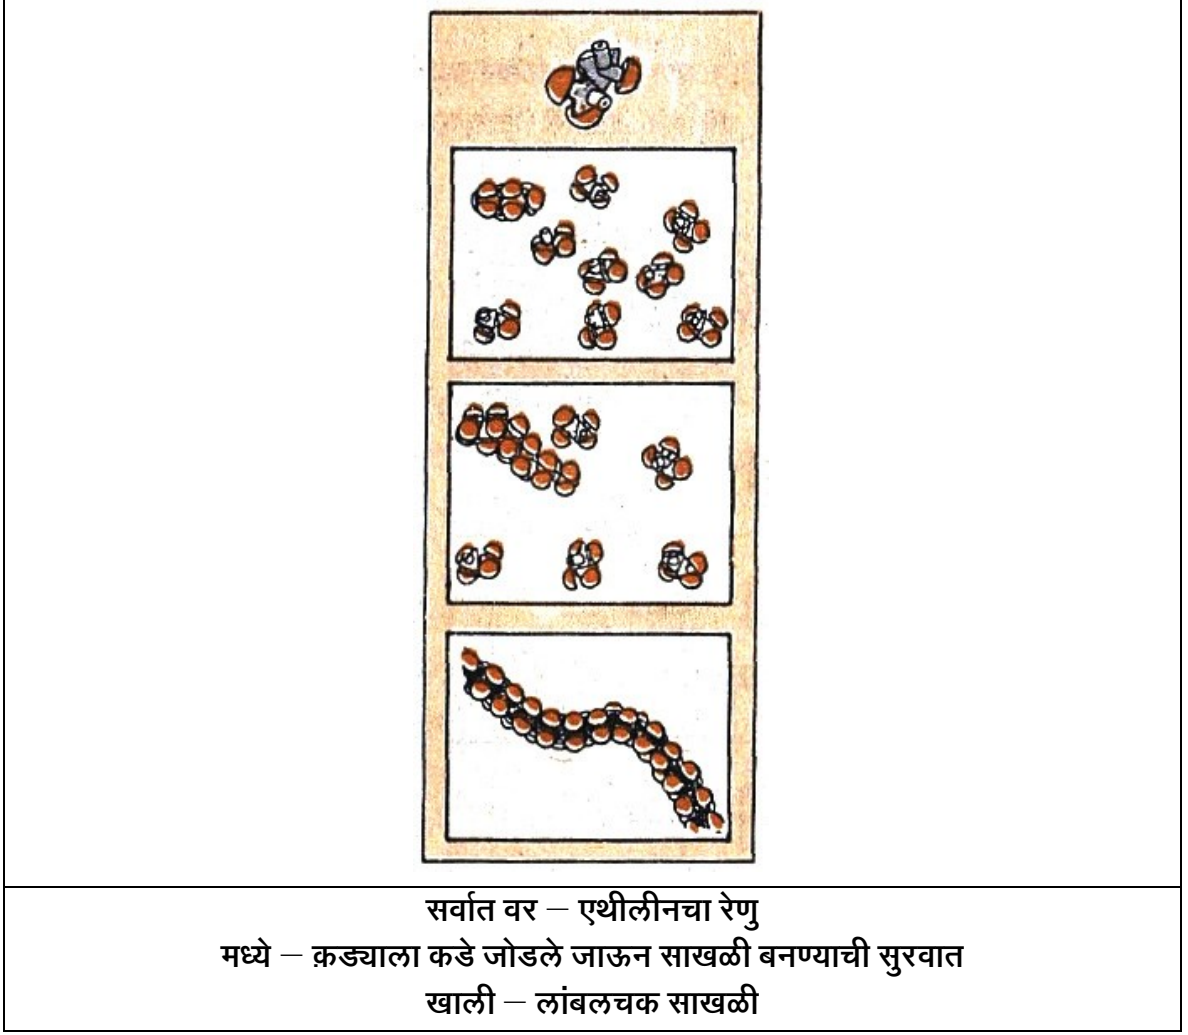 सर्वात वर – एथीलीनचा रेणु
मध्ये – क़ड्याला कडे जोडले जाऊन साखळी बनण्याची सुरवात
खाली – लांबलचक साखळी